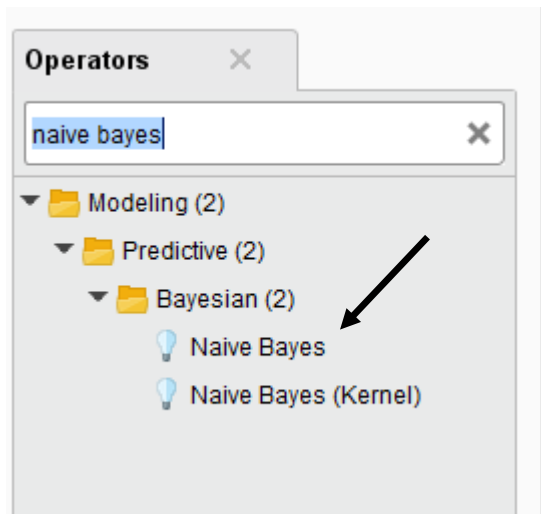 Operators
naive bayes
Modeling (2)
Predictive (2)
Bayesian (2)
Naive Bayes
Naive Bayes (Kernel)